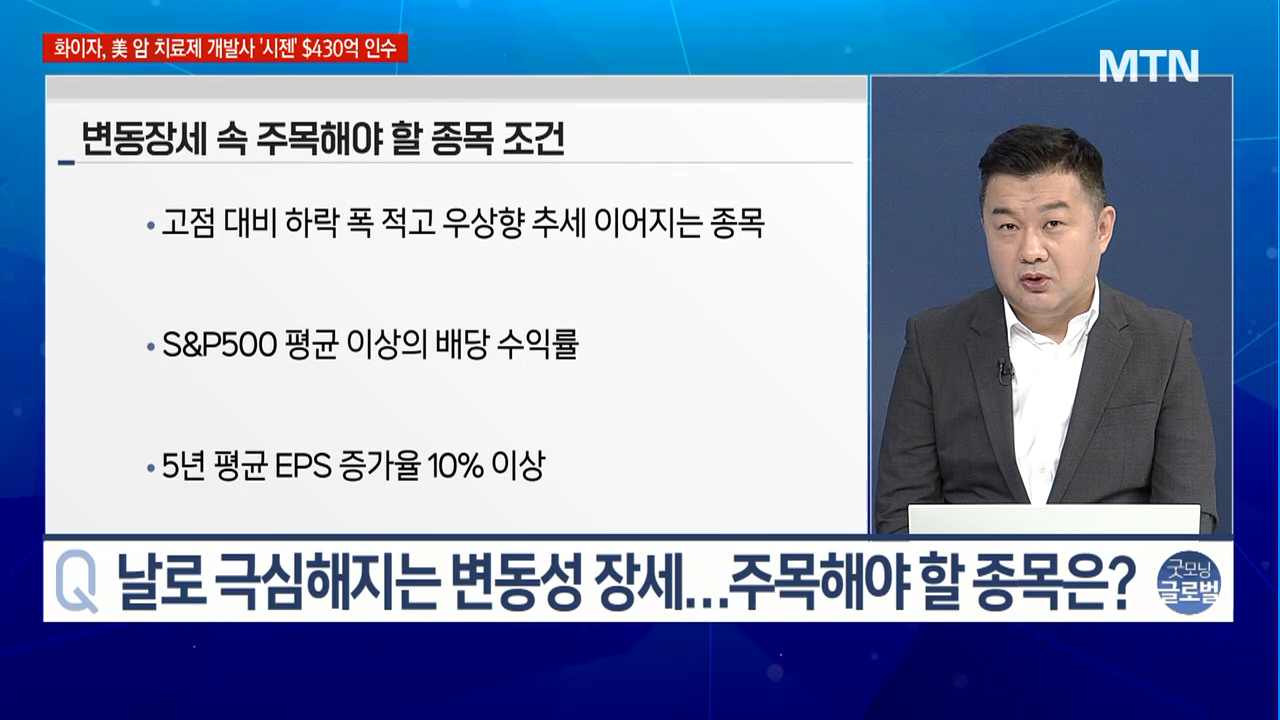 화이자, 美 암 치료제 개발사 '시젠' $430억 인수
MTN
변동장세 속 주목해야 할 종목 조건
• 고점 대비 하락 폭 적고 우상향 추세 이어지는 종목
• S&P500 평균 이상의 배당 수익률
• 5년 평균 EPS 증가율 10% 이상
Q 날로 극심해지는 변동성 장세...주목해야 할 종목은?
굿모닝
글로벌